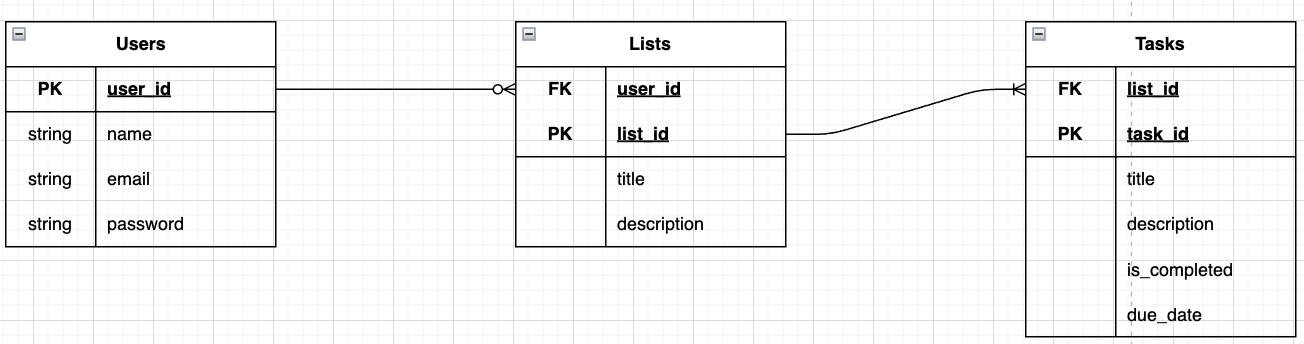 Users
PK user_id
string name
string email
string password
Lists
FK user_id
PK list_id
title
description
Tasks
FK list_id
PK task_id
title
description
is_completed
due_date